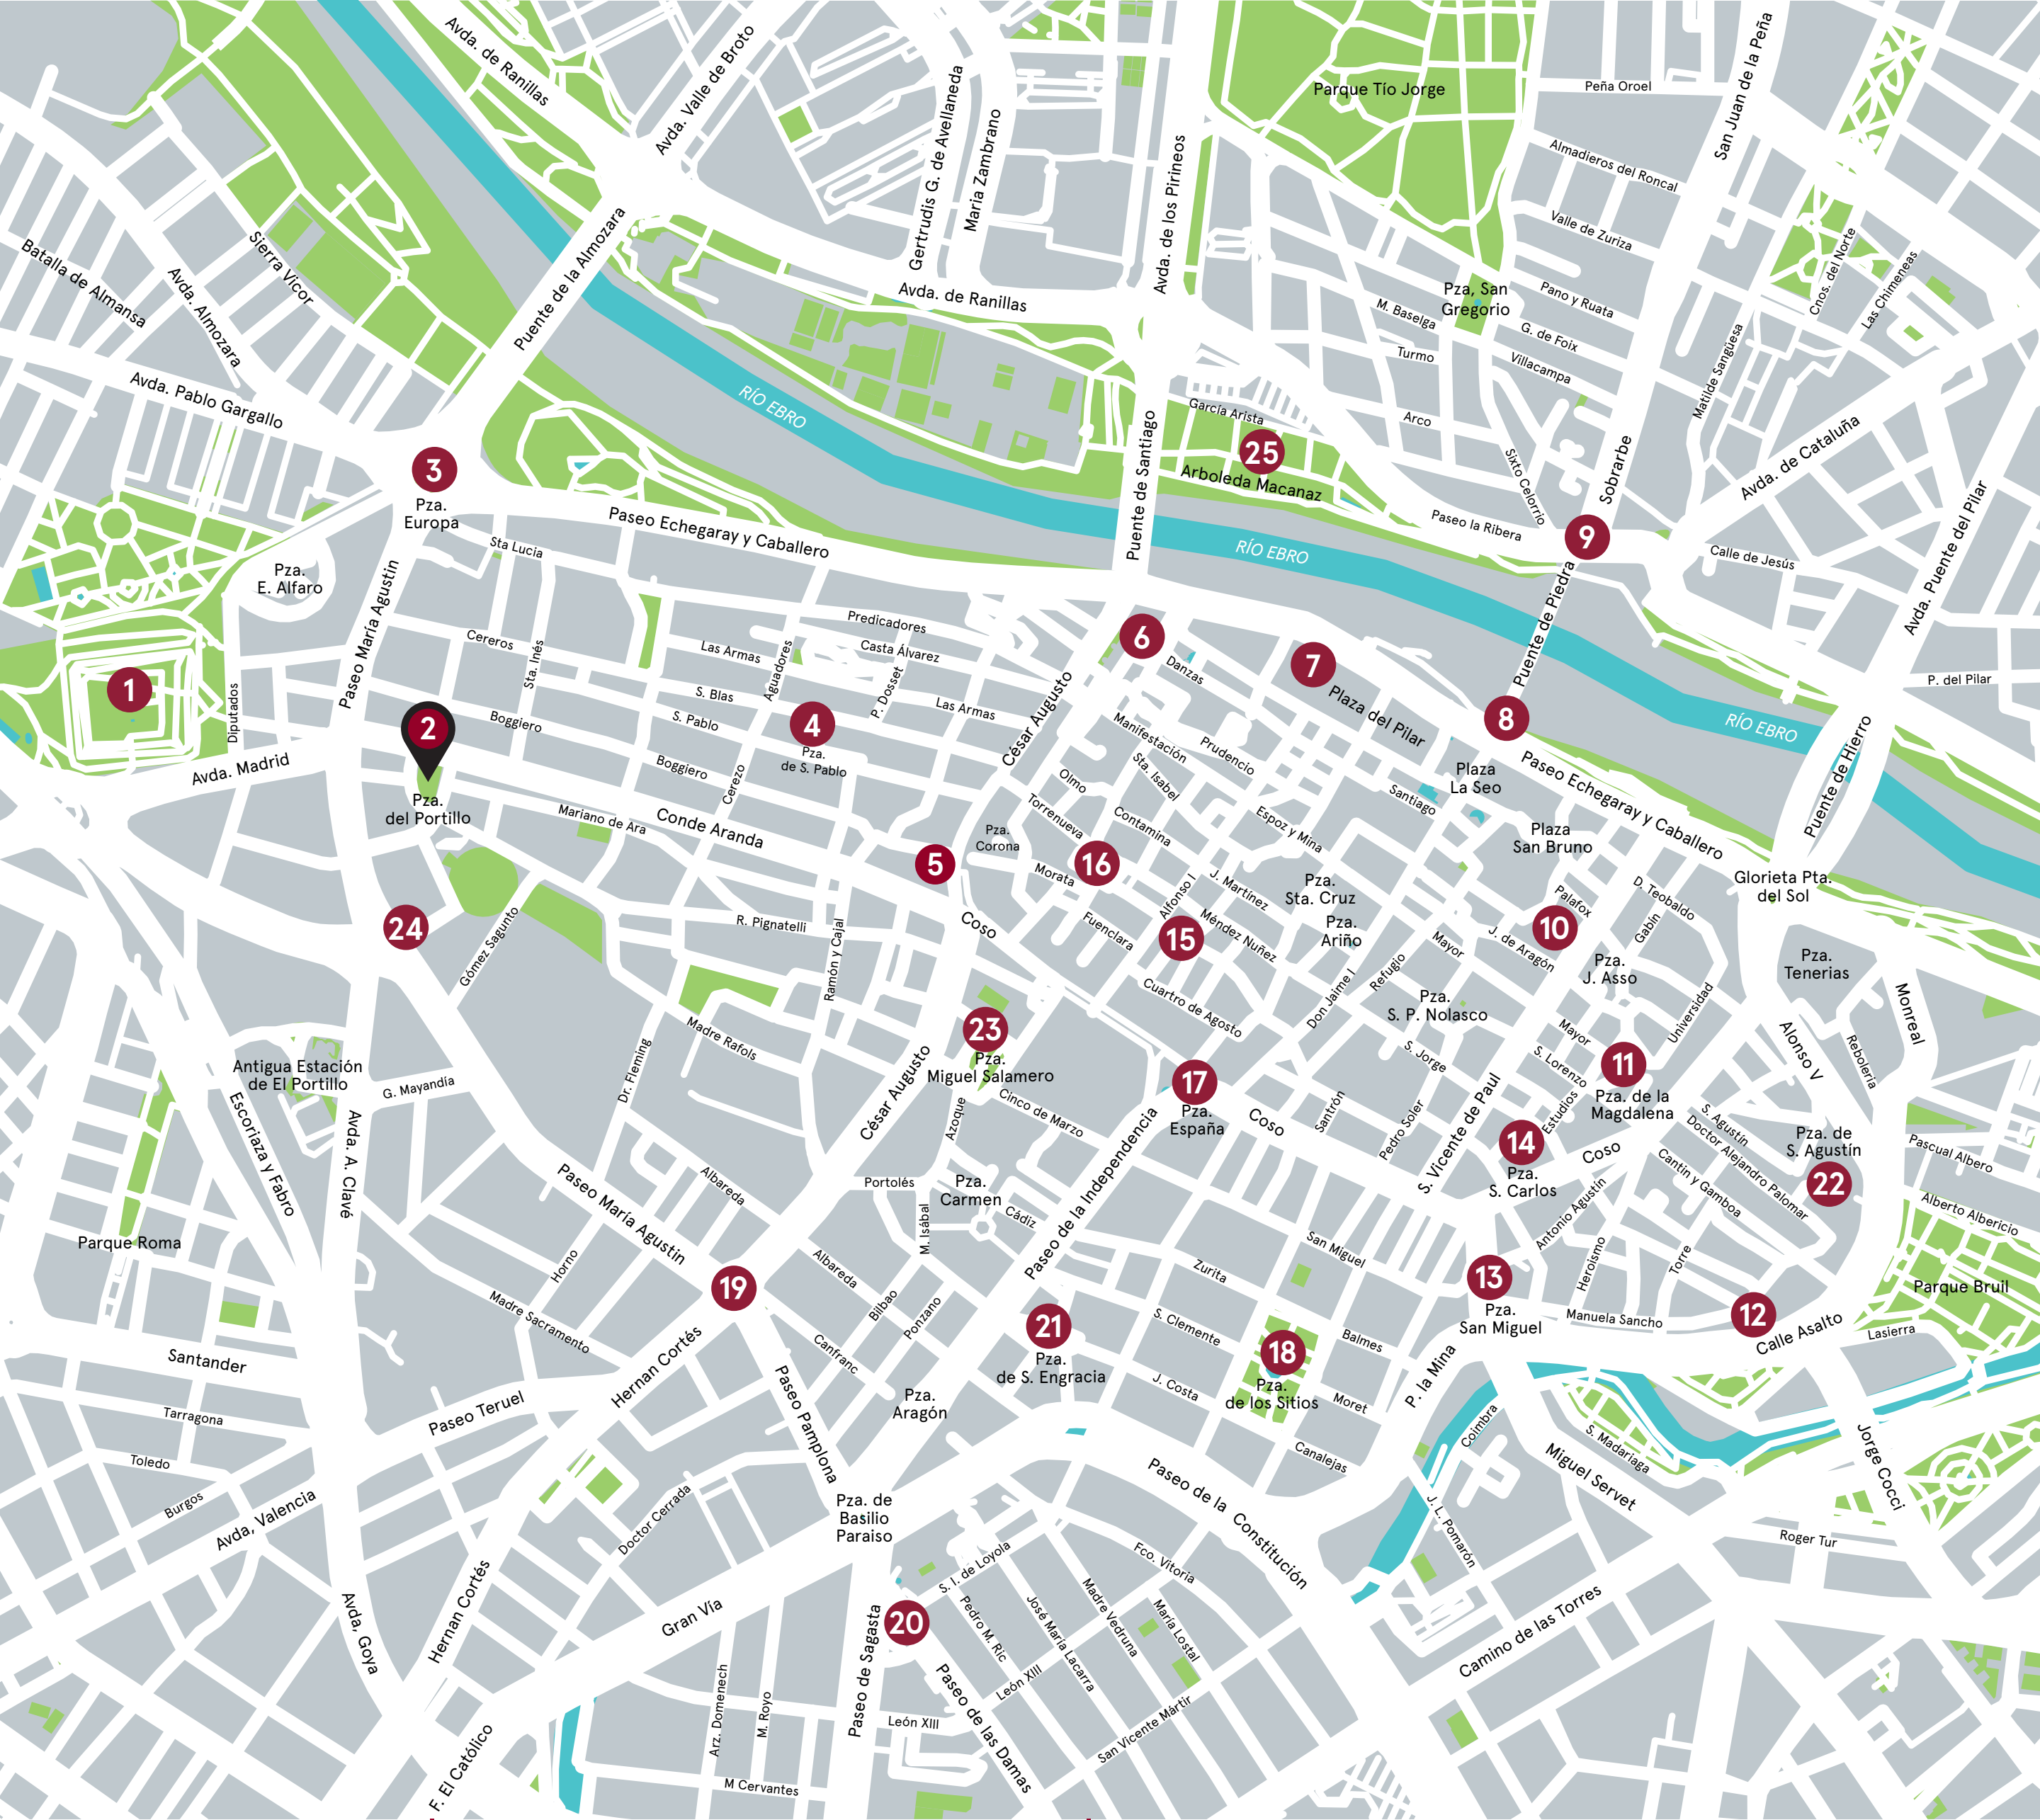 Avda. de Ranillas
Avda. Valle de Broto
Gertrudis G. de Avellaneda
Maria Zambrano
Avda. de los Pirineos
Parque Tío Jorge
Peña Oroel
San Juan de la Peña
Almadieros del Roncal
Valle de Zuriza
Cnos. del Norte
Las Chimeneas
Batalla de Almansa
Avda. Almozara
Sierra Vicor
Puente de la Almozara
Avda. de Ranillas
Pza, San
Gregorio
Pano y Ruata
M. Baselga
G. de Foix
Turmo
Villacampa
Matilde Sangüesa
Avda. Pablo Gargallo
RÍO EBRO
García Arista
Arco
25
Arboleda Macanaz
Puente de Santiago
Sixto Celorrio
Sobrarbe
Avda. de Cataluña
Avda. Puente del Pilar
3
Pza.
Europa
Paseo Echegaray y Caballero
Paseo la Ribera
9
RÍO EBRO
Calle de Jesús
Sta Lucia
Pza.
E. Alfaro
Paseo María Agustin
Puente de Piedra
Predicadores
Cereros
Sta. Inés
Las Armas
Casta Álvarez
Aguadores
P. Dosset
6
Danzas
7
Plaza del Pilar
8
P. del Pilar
1
Diputados
2
Boggiero
S. Blas
S. Pablo
4
Pza.
de S. Pablo
Las Armas
César Augusto
Manifestación
Prudencio
RÍO EBRO
Puente de Hierro
Avda. Madrid
Boggiero
Cerezo
Sta. Isabel
Olmo
Plaza
La Seo
Paseo Echegaray y Caballero
Pza.
del Portillo
Mariano de Ara
Conde Aranda
Torrenueva
Contamina
Santiago
Espoz y Mina
Plaza
San Bruno
5
Pza.
Corona
16
Morata
Alfonso I
J. Martinez
Pza.
Sta. Cruz
Palafox
D. Teobaldo
Glorieta Pta.
del Sol
24
Gómez Sagunto
R. Pignatelli
Ramón y Cajal
Coso
Fuenclara
15
Méndez Nuñez
Pza.
Ariño
Mayor
10
J. de Aragón
Gabín
Pza.
J. Asso
Pza.
Tenerias
Cuartro de Agosto
Don Jaime I
Refugio
Pza.
S. P. Nolasco
Universidad
Monreal
23
Pza.
Miguel Salamero
Madre Rafols
Dr. Fleming
Antigua Estación
de El Portillo
G. Mayandía
César Augusto
Azoque
Cinco de Marzo
17
Pza.
España
Coso
S. Jorge
Santrón
Pedro Soler
S. Vicente de Paul
Mayor
S. Lorenzo
11
Pza. de la
Magdalena
Estudios
14
Pza.
S. Carlos
Coso
Alonso V
Reboleria
S. Agustin
Doctor Alejandro Palomar
Cantin y Gamboa
Pza. de
S. Agustín
22
Pascual Albero
Alberto Albericio
Escoriaza y Fabro
Avda. A. Clavé
Parque Roma
Paseo María Agustin
Albareda
Portolés
Pza.
Carmen
M. Isábal
Cádiz
Paseo de la Independencia
San Miguel
Antonio Agustín
Heroismo
Torre
Parque Bruil
Horno
Madre Sacramento
19
Albareda
Bilbao
Ponzano
Zurita
13
Pza.
San Miguel
Manuela Sancho
12
Calle Asalto
Lasierra
Santander
Hernan Cortés
Canfranc
21
Pza.
de S. Engracia
S. Clemente
18
Pza.
de los Sitios
Balmes
P. la Mina
Tarragona
Paseo Teruel
Paseo Pamplona
Pza.
Aragón
J. Costa
Moret
Coimbra
S. Madariaga
Jorge Cocci
Toledo
Burgos
Avda, Valencia
Doctor Cerrada
Pza. de
Basilio
Paraiso
Paseo de la Constitución
Canalejas
J. L. Pomarón
Miguel Servet
Roger Tur
Avda, Goya
Hernan Cortés
Gran Vía
S. I. de Loyola
Fco. Vitoria
20
Paseo de Sagasta
Pedro M. Ric
José María Lacarra
Madre Vedruna
María Lostal
Camino de las Torres
León XIII
León XIII
Paseo de las Damas
San Vicente Mártir
Arz. Domenech
M. Royo
M Cervantes
F. El Católico